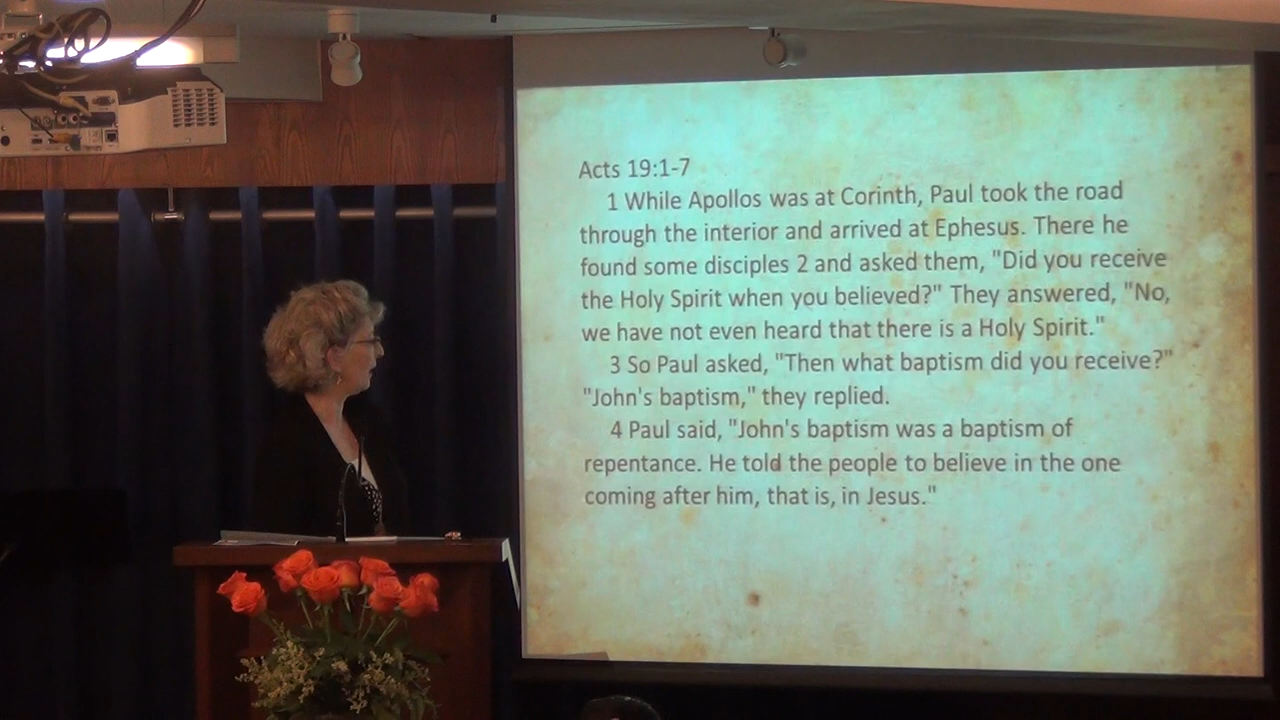 Acts 19:1-7
1 While Apollos was at Corinth, Paul took the road
through the interior and arrived at Ephesus. There he
found some disciples 2 and asked them, "Did you receive
the Holy Spirit when you believed?" They answered, "No,
we have not even heard that there is a Holy Spirit."
3 So Paul asked, "Then what baptism did you receive?"
"John's baptism," they replied.
4 Paul said, "John's baptism was a baptism of
repentance. He told the people to believe in the one
coming after him, that is, in Jesus."